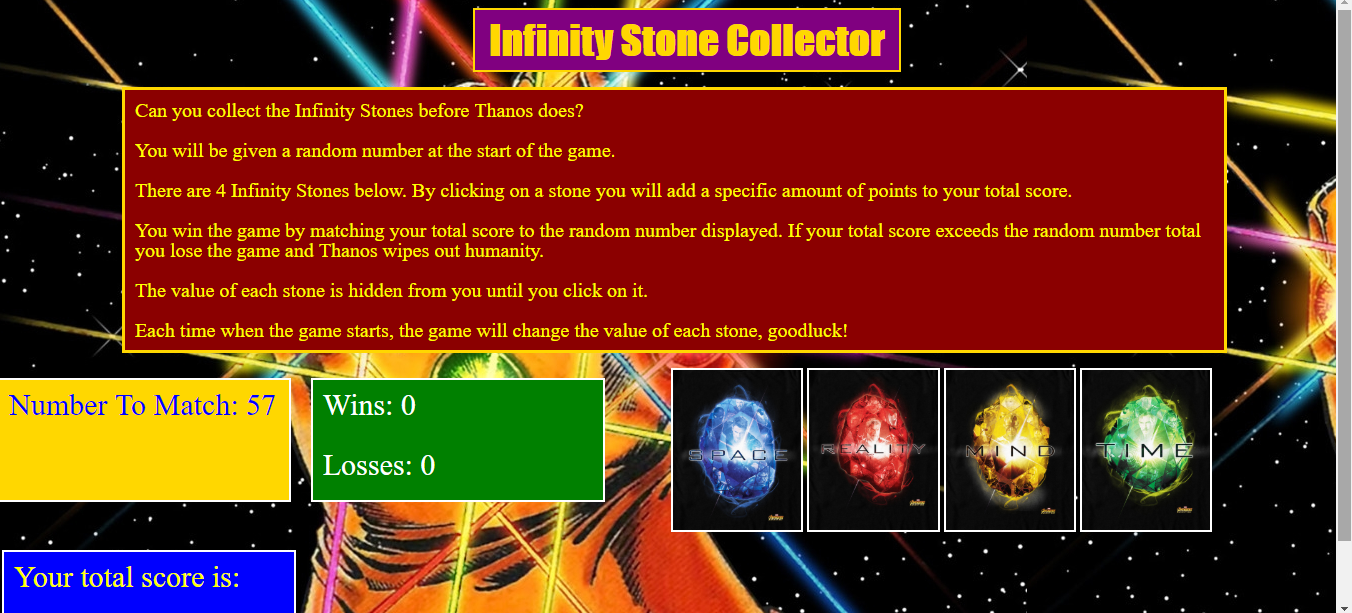 Infinity Stone Collector
Can you collect the Infinity Stones before Thanos does?
You will be given a random number at the start of the game.
There are 4 Infinity Stones below. By clicking on a stone you will add a specific amount of points to your total score.
You win the game by matching your total score to the random number displayed. If your total score exceeds the random number total
you lose the game and Thanos wipes out humanity.
The value of each stone is hidden from you until you click on it.
Each time when the game starts, the game will change the value of each stone, goodluck!
Number To Match: 57
Wins: 0
Losses: 0
SPACE
REALITY
MIND
TIME
Your total score is: